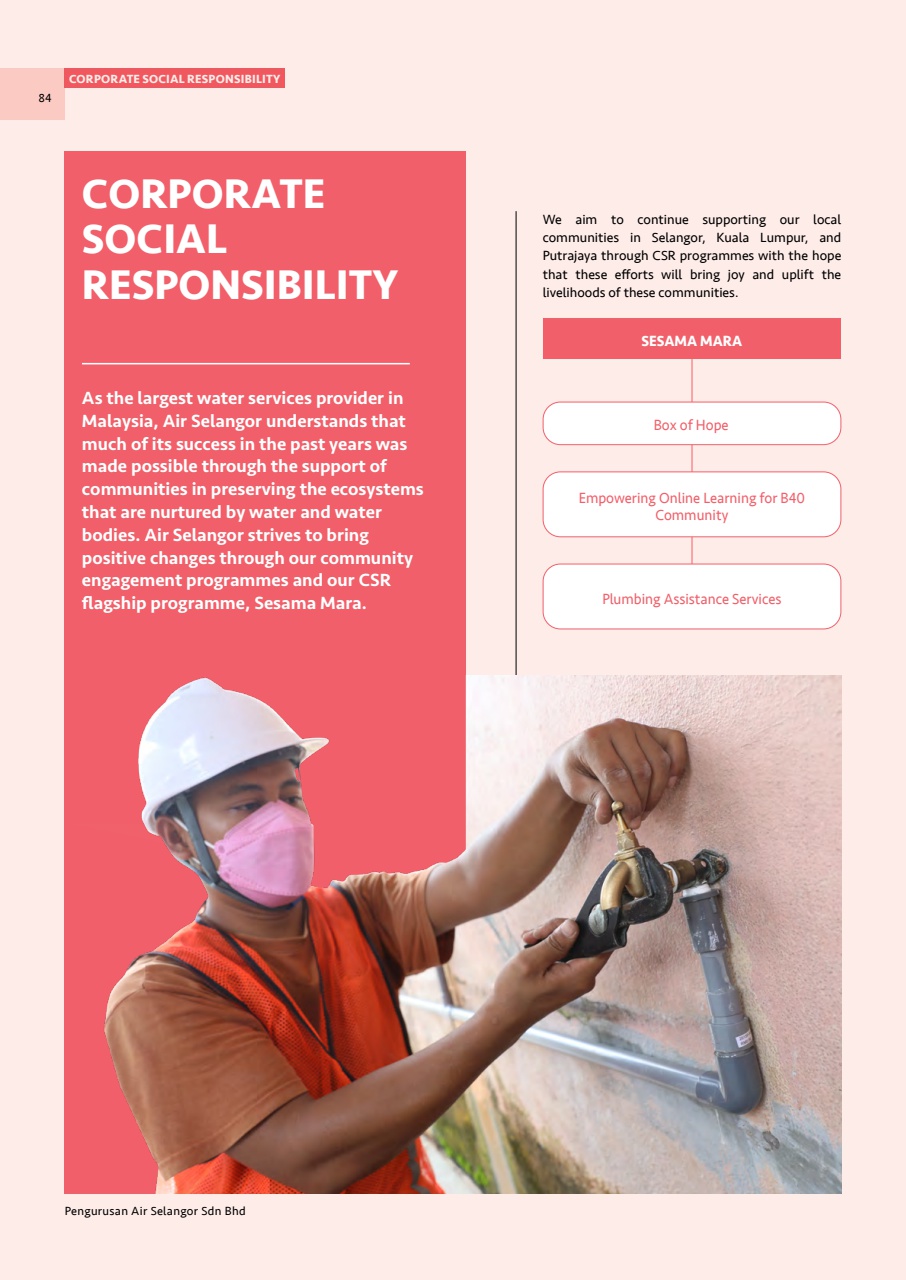 CORPORATE SOCIAL RESPONSIBILITY
84
CORPORATE
SOCIAL
RESPONSIBILITY
As the largest water services provider in
Malaysia, Air Selangor understands that
much of its success in the past years was
made possible through the support of
communities in preserving the ecosystems
that are nurtured by water and water
bodies. Air Selangor strives to bring
positive changes through our community
engagement programmes and our CSR
flagship programme, Sesama Mara.
We aim to continue supporting our local
communities in Selangor, Kuala Lumpur, and
Putrajaya through CSR programmes with the hope
that these efforts will bring joy and uplift the
livelihoods of these communities.
SESAMA MARA
Box of Hope
Empowering Online Learning for B40
Community
Plumbing Assistance Services
Pengurusan Air Selangor Sdn Bhd